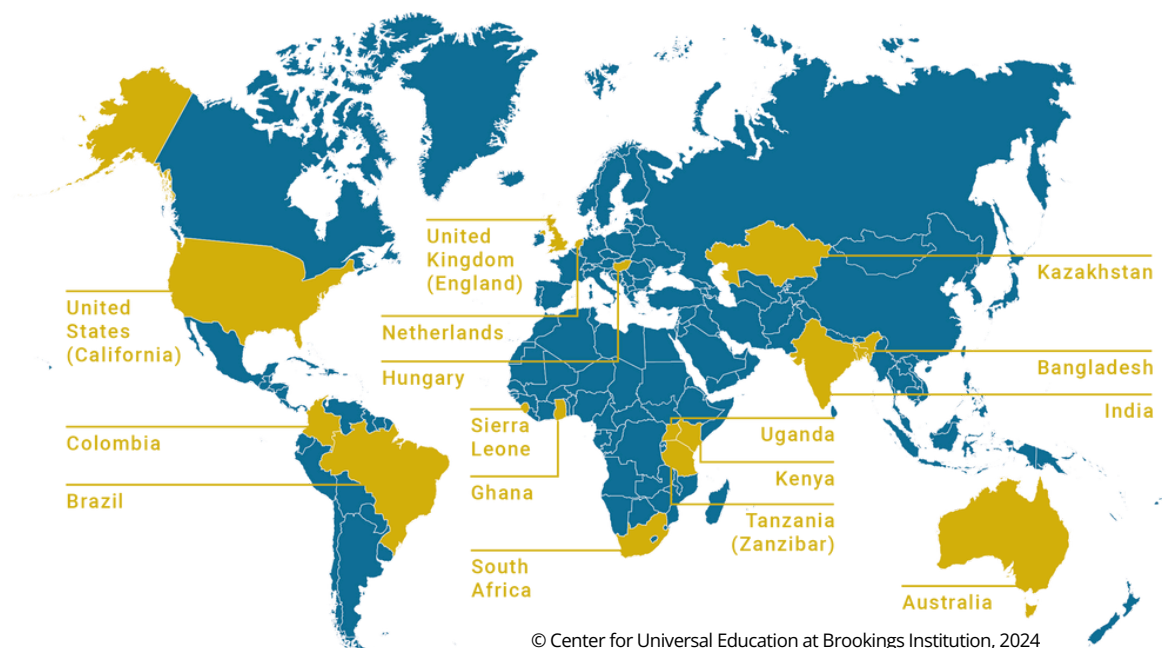 United
Kingdom
(England)
Kazakhstan
United
States
(California)
Netherlands
Bangladesh
Hungary
India
Sierra
Leone
Uganda
Colombia
Kenya
Ghana
Brazil
Tanzania
(Zanzibar)
South
Africa
Australia
© Center for Universal Education at Brookings Institution, 2024